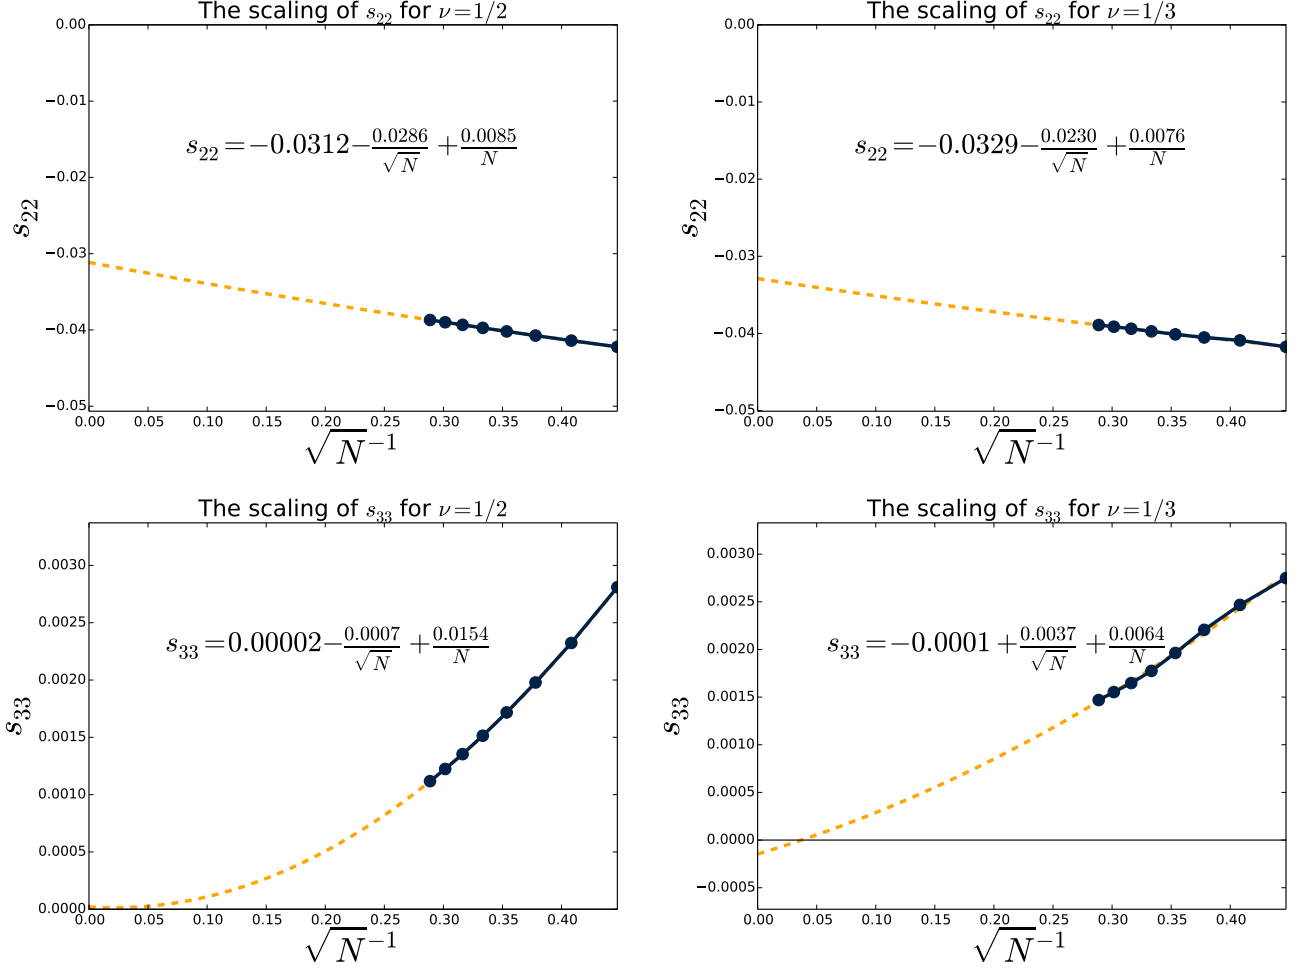 The scaling of s₂₂ for ν=1/2
0.00
−0.01
−0.02
−0.03
−0.04
−0.05
s₂₂
s₂₂=−0.0312−0.0286/√N+0.0085/N
0.00 0.05 0.10 0.15 0.20 0.25 0.30 0.35 0.40
√N⁻¹
The scaling of s₂₂ for ν=1/3
0.00
−0.01
−0.02
−0.03
−0.04
−0.05
s₂₂
s₂₂=−0.0329−0.0230/√N+0.0076/N
0.00 0.05 0.10 0.15 0.20 0.25 0.30 0.35 0.40
√N⁻¹
The scaling of s₃₃ for ν=1/2
0.0030
0.0025
0.0020
0.0015
0.0010
0.0005
0.0000
s₃₃
s₃₃=0.00002−0.0007/√N+0.0154/N
0.00 0.05 0.10 0.15 0.20 0.25 0.30 0.35 0.40
√N⁻¹
The scaling of s₃₃ for ν=1/3
0.0030
0.0025
0.0020
0.0015
0.0010
0.0005
0.0000
−0.0005
s₃₃
s₃₃=−0.0001+0.0037/√N+0.0064/N
0.00 0.05 0.10 0.15 0.20 0.25 0.30 0.35 0.40
√N⁻¹